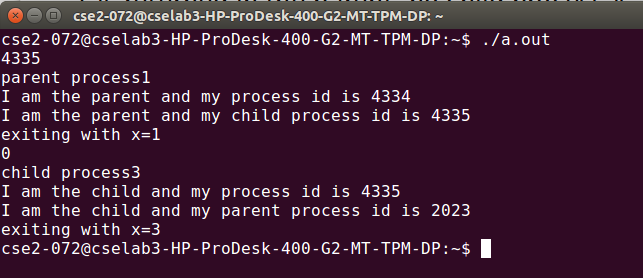 cse2-072@cselab3-HP-ProDesk-400-G2-MT-TPM-DP: ~
cse2-072@cselab3-HP-ProDesk-400-G2-MT-TPM-DP:~$ ./a.out
4335
parent process1
I am the parent and my process id is 4334
I am the parent and my child process id is 4335
exiting with x=1
0
child process3
I am the child and my process id is 4335
I am the child and my parent process id is 2023
exiting with x=3
cse2-072@cselab3-HP-ProDesk-400-G2-MT-TPM-DP:~$